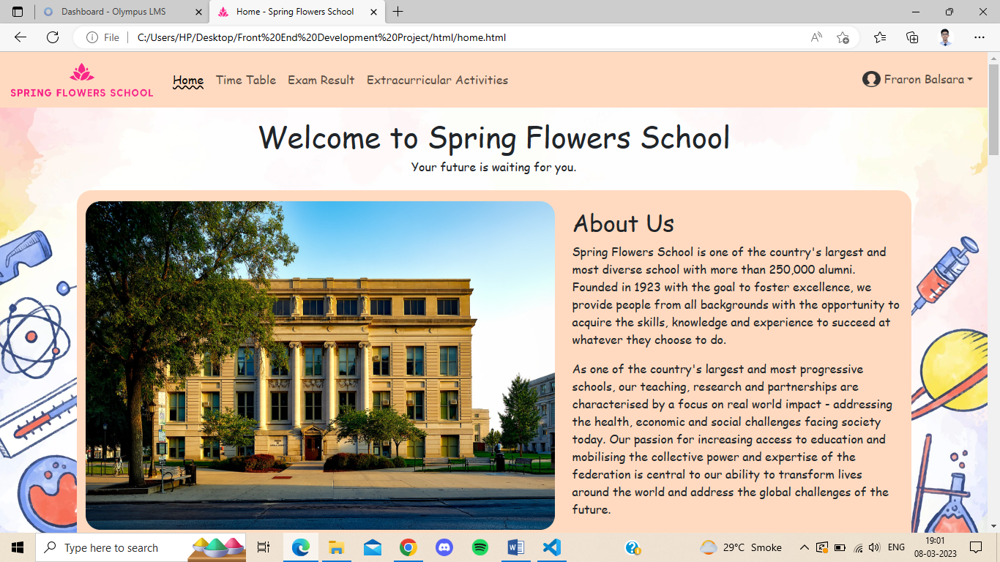 Dashboard - Olympus LMS
Home - Spring Flowers School
File
C:/Users/HP/Desktop/Front%20End%20Development%20Project/html/home.html
SPRING FLOWERS SCHOOL
Home
Time Table
Exam Result
Extracurricular Activities
Fraron Balsara
Welcome to Spring Flowers School
Your future is waiting for you.
About Us
Spring Flowers School is one of the country's largest and
most diverse school with more than 250,000 alumni.
Founded in 1923 with the goal to foster excellence, we
provide people from all backgrounds with the opportunity to
acquire the skills, knowledge and experience to succeed at
whatever they choose to do.
As one of the country's largest and most progressive
schools, our teaching, research and partnerships are
characterised by a focus on real world impact - addressing
the health, economic and social challenges facing society
today. Our passion for increasing access to education and
mobilising the collective power and expertise of the
federation is central to our ability to transform lives
around the world and address the global challenges of the
future.
Type here to search
29°C Smoke
ENG
19:01
08-03-2023